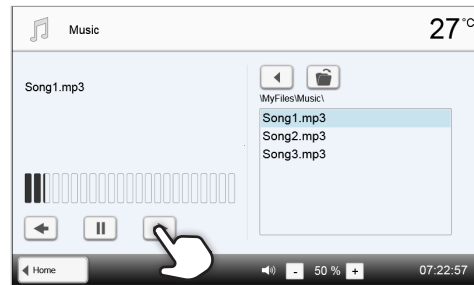 Music
27 °C
Song1.mp3
\MyFiles\Music\
Song1.mp3
Song2.mp3
Song3.mp3
Home
- 50 % +
07:22:57